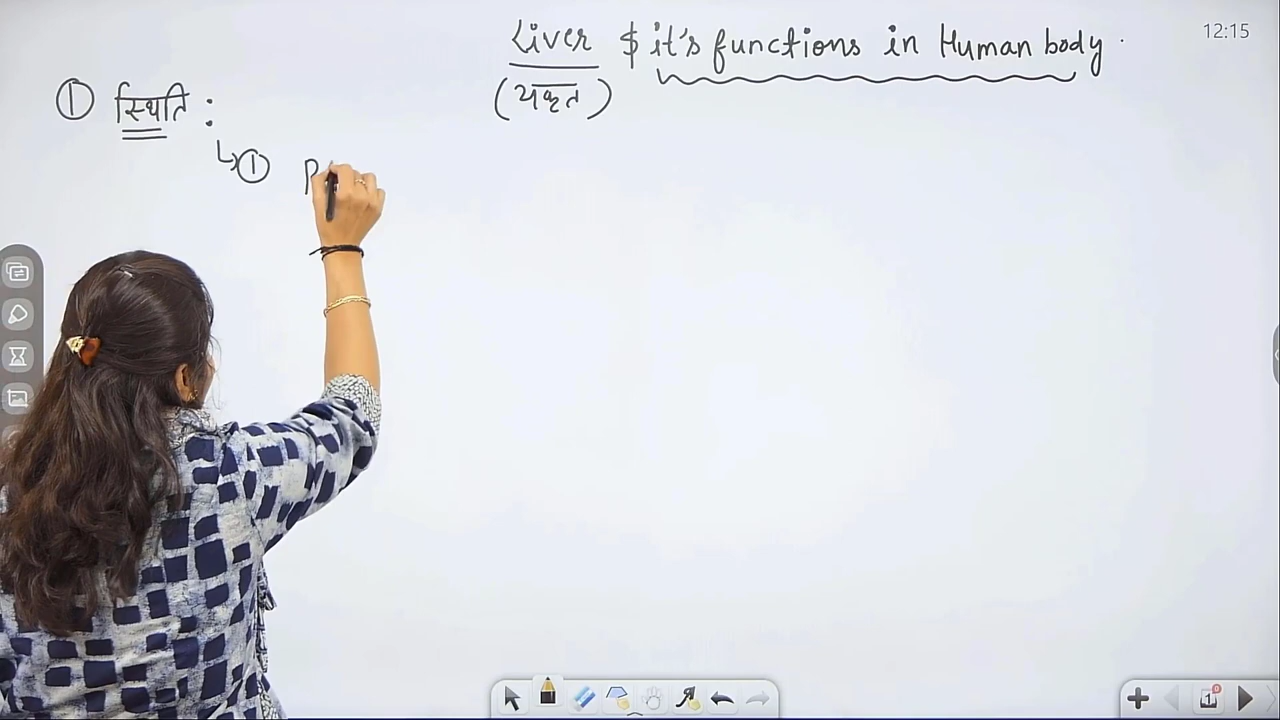 Liver $ it's functions in Human body.
(यकृत)
12:15
① स्थिति :
↳ ①